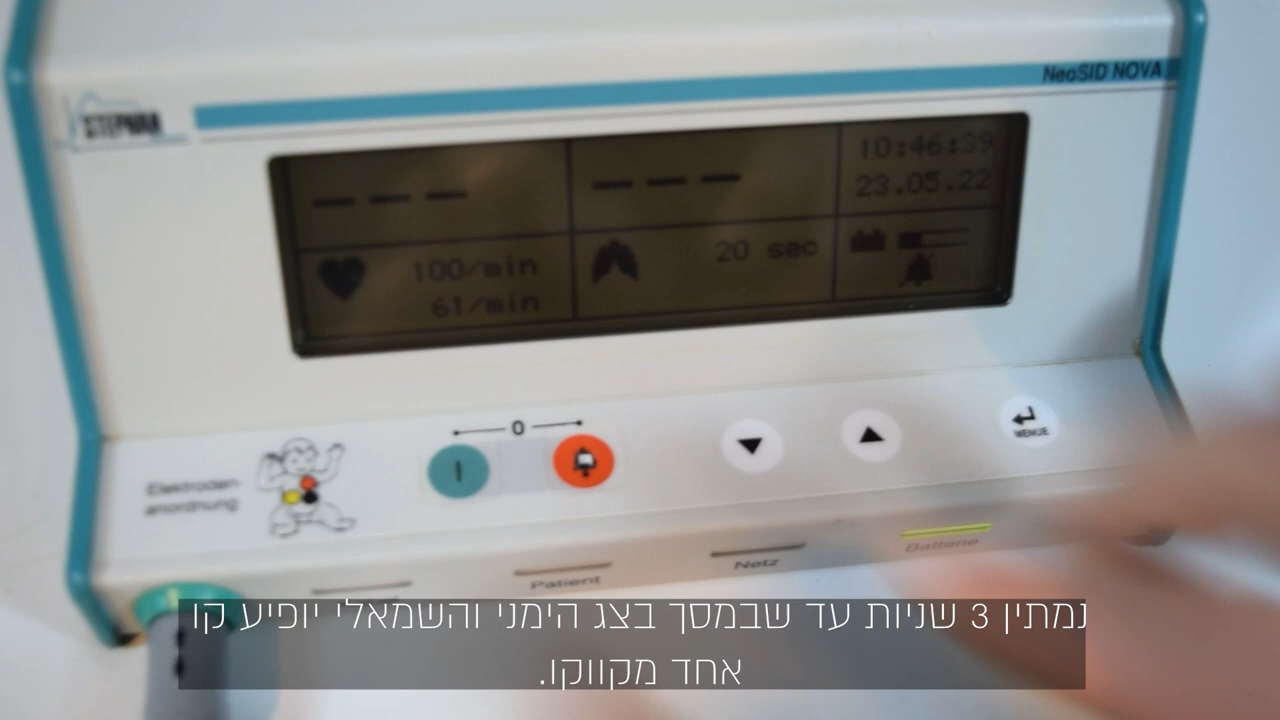 STEPHAN
NeoSID NOVA
10:46:39
23.05.22
--- ---
100/min
61/min
20 sec
0
MENUE
Elektroden-
anordnung
Patient
Netz
Batterie
נמתין 3 שניות עד שבמסך בצג הימני והשמאלי יופיע קו
אחד מקווקו.